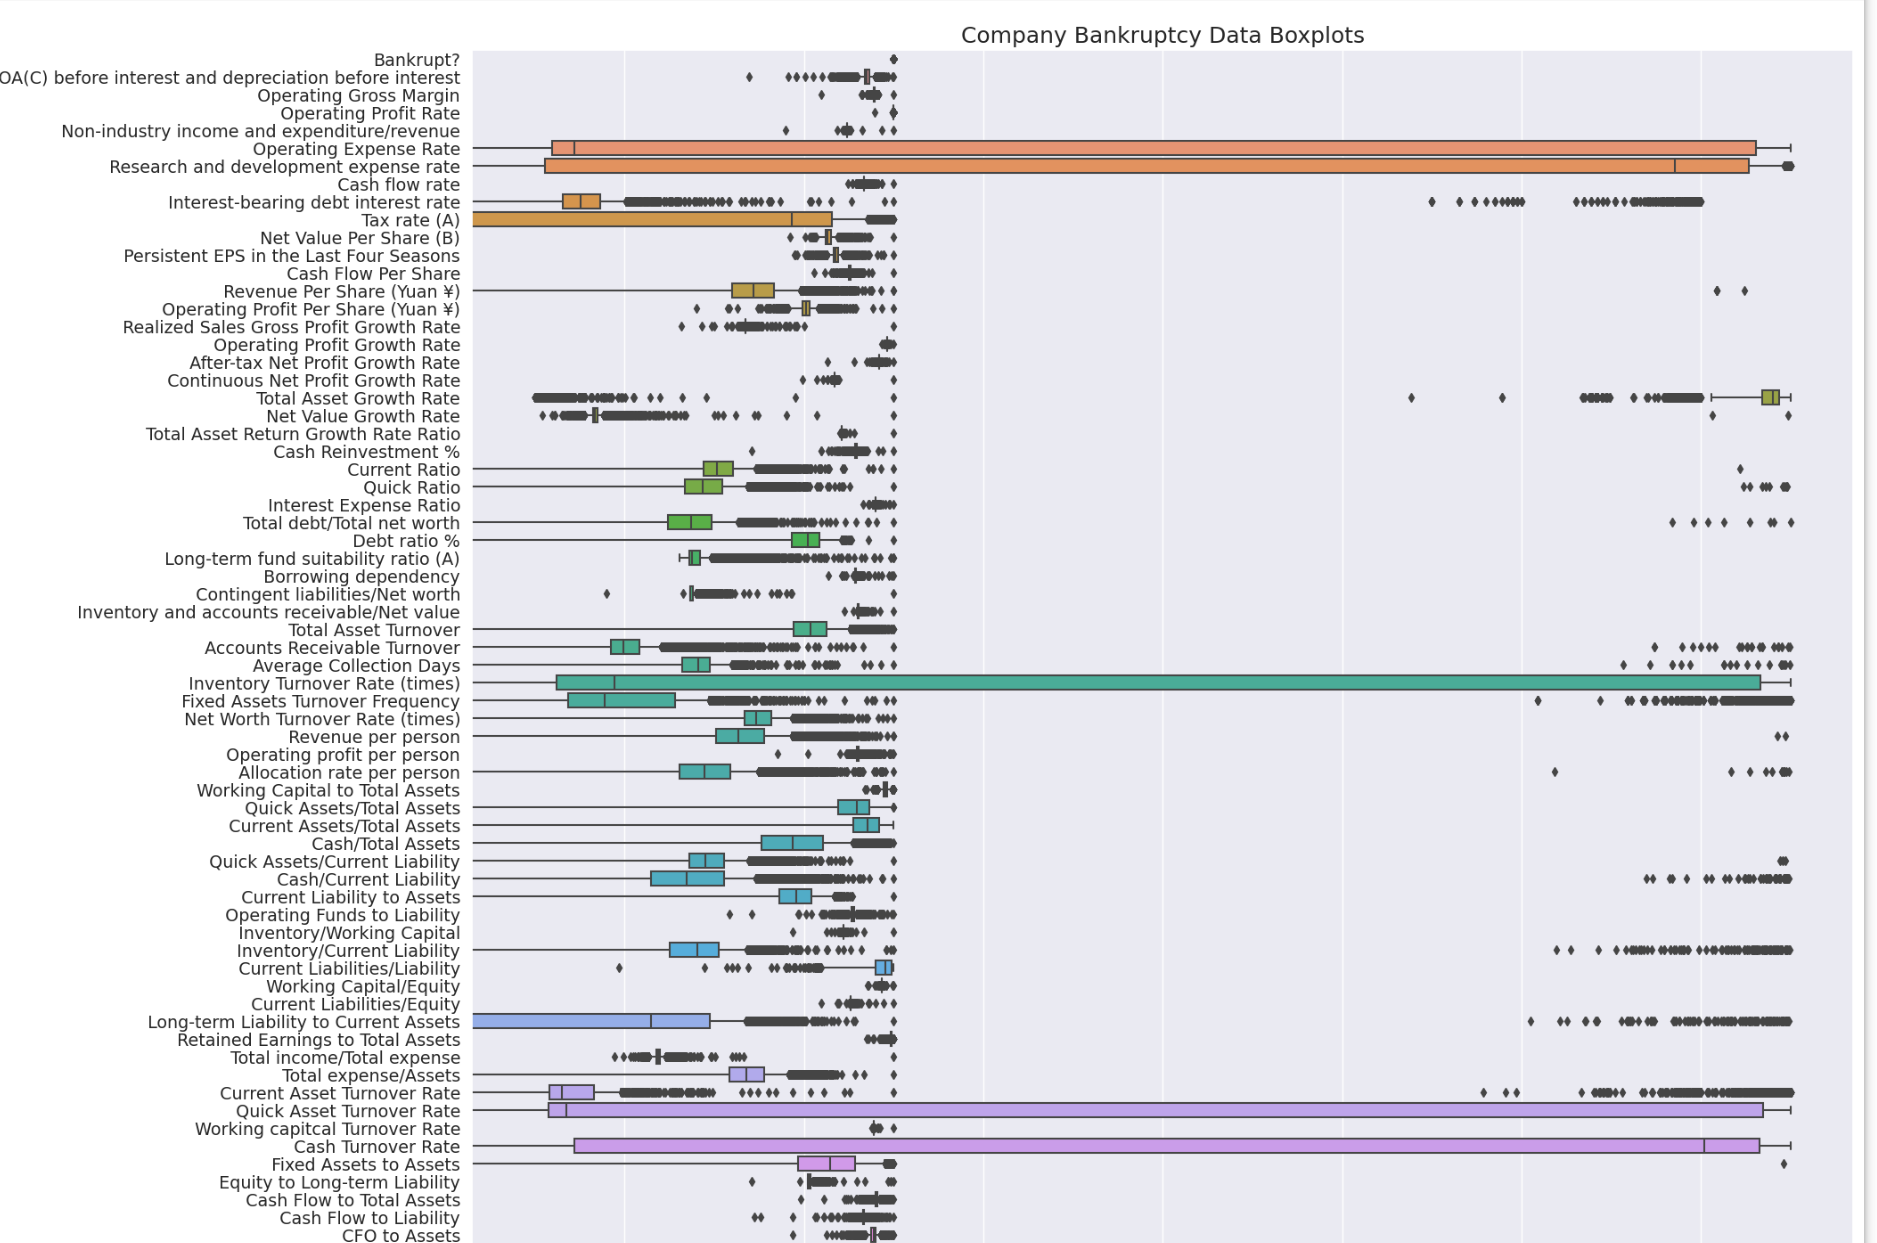 Company Bankruptcy Data Boxplots
Bankrupt?
OA(C) before interest and depreciation before interest
Operating Gross Margin
Operating Profit Rate
Non-industry income and expenditure/revenue
Operating Expense Rate
Research and development expense rate
Cash flow rate
Interest-bearing debt interest rate
Tax rate (A)
Net Value Per Share (B)
Persistent EPS in the Last Four Seasons
Cash Flow Per Share
Revenue Per Share (Yuan ¥)
Operating Profit Per Share (Yuan ¥)
Realized Sales Gross Profit Growth Rate
Operating Profit Growth Rate
After-tax Net Profit Growth Rate
Continuous Net Profit Growth Rate
Total Asset Growth Rate
Net Value Growth Rate
Total Asset Return Growth Rate Ratio
Cash Reinvestment %
Current Ratio
Quick Ratio
Interest Expense Ratio
Total debt/Total net worth
Debt ratio %
Long-term fund suitability ratio (A)
Borrowing dependency
Contingent liabilities/Net worth
Inventory and accounts receivable/Net value
Total Asset Turnover
Accounts Receivable Turnover
Average Collection Days
Inventory Turnover Rate (times)
Fixed Assets Turnover Frequency
Net Worth Turnover Rate (times)
Revenue per person
Operating profit per person
Allocation rate per person
Working Capital to Total Assets
Quick Assets/Total Assets
Current Assets/Total Assets
Cash/Total Assets
Quick Assets/Current Liability
Cash/Current Liability
Current Liability to Assets
Operating Funds to Liability
Inventory/Working Capital
Inventory/Current Liability
Current Liabilities/Liability
Working Capital/Equity
Current Liabilities/Equity
Long-term Liability to Current Assets
Retained Earnings to Total Assets
Total income/Total expense
Total expense/Assets
Current Asset Turnover Rate
Quick Asset Turnover Rate
Working capitcal Turnover Rate
Cash Turnover Rate
Fixed Assets to Assets
Equity to Long-term Liability
Cash Flow to Total Assets
Cash Flow to Liability
CFO to Assets